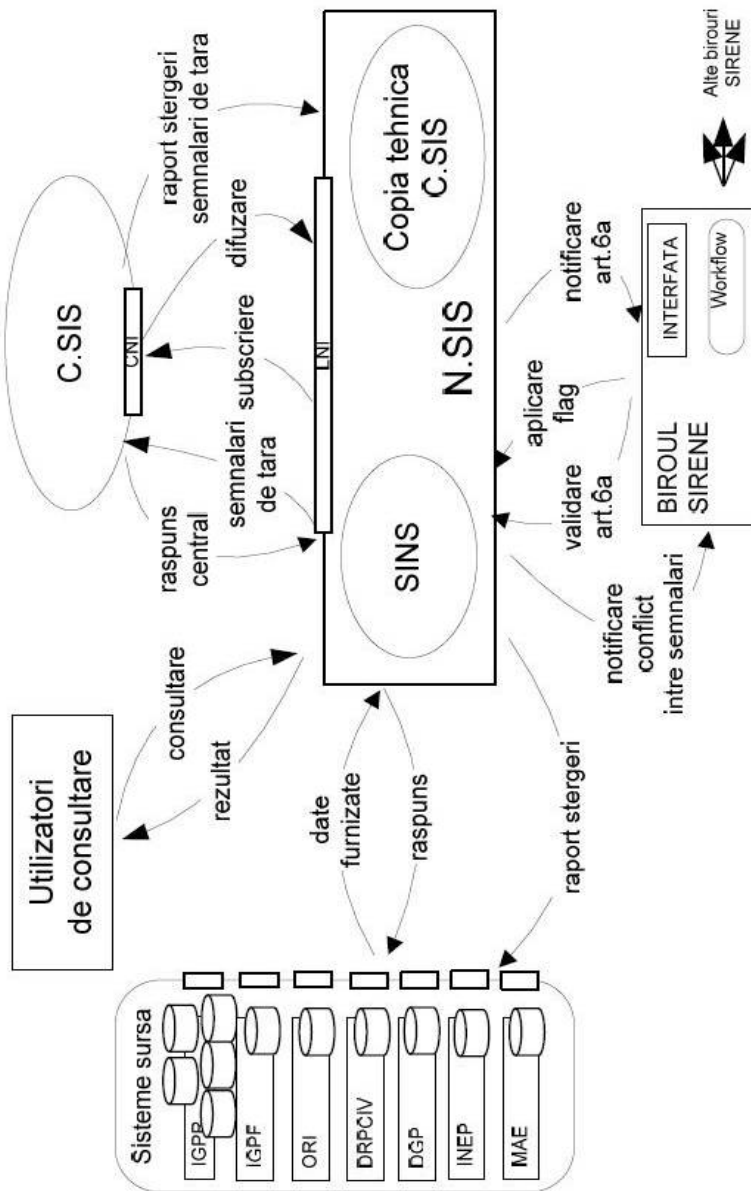 Sisteme sursa
IGPR
IGPF
ORI
DRPCIV
DGP
INEP
MAE
Utilizatori
de consultare
consultare
rezultat
date
furnizate
raspuns
raport stergeri
C.SIS
CNI
raspuns
central
semnalari
de tara
subscriere
difuzare
raport stergeri
semnalari de tara
LNI
SINS
N.SIS
Copia tehnica
C.SIS
notificare
conflict
intre semnalari
validare
art.6a
aplicare
flag
notificare
art.6a
BIROUL
SIRENE
INTERFATA
Workflow
Alte birouri
SIRENE